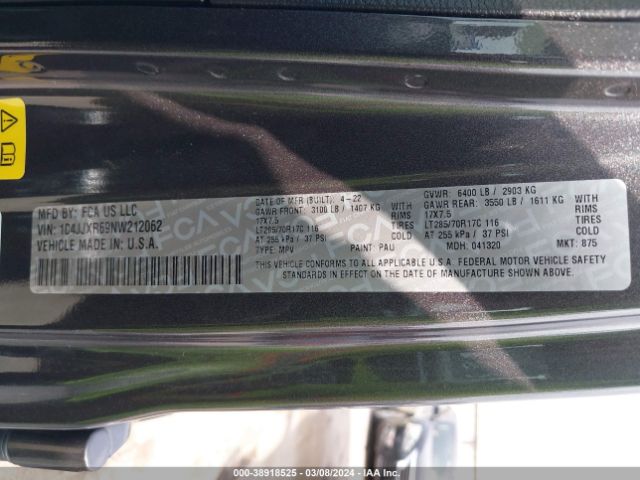 MFD BY: FCA US LLC
VIN: 1C4JJXR69NW212062
VEHICLE MADE IN: U.S.A.
DATE OF MFR (BUILT): 4-22
GAWR FRONT: 3100 LB / 1407 KG
17X7.5 RIMS
LT285/70R17C 116 TIRES
AT 255 kPa / 37 PSI COLD
TYPE: MPV PAINT: PAU
GVWR: 6400 LB / 2903 KG
GAWR REAR: 3550 LB / 1611 KG
17X7.5 RIMS
LT285/70R17C 116 TIRES
AT 255 kPa / 37 PSI COLD
MDH: 041320 MKT: 875
THIS VEHICLE CONFORMS TO ALL APPLICABLE U.S.A. FEDERAL MOTOR VEHICLE SAFETY
STANDARDS IN EFFECT ON THE DATE OF MANUFACTURE SHOWN ABOVE
000-38918525 - 03/08/2024 - IAA Inc.